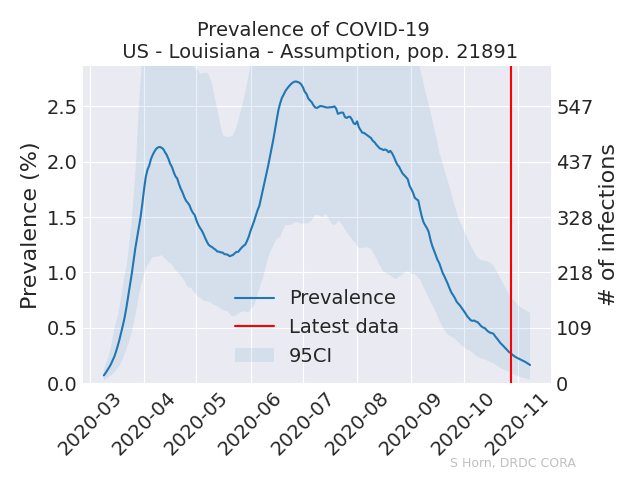 Prevalence of COVID-19
US - Louisiana - Assumption, pop. 21891
Prevalence (%)
2.5
2.0
1.5
1.0
0.5
0.0
547
437
328
218
109
0
# of infections
Prevalence
Latest data
95CI
2020-03
2020-04
2020-05
2020-06
2020-07
2020-08
2020-09
2020-10
2020-11
S Horn, DRDC CORA